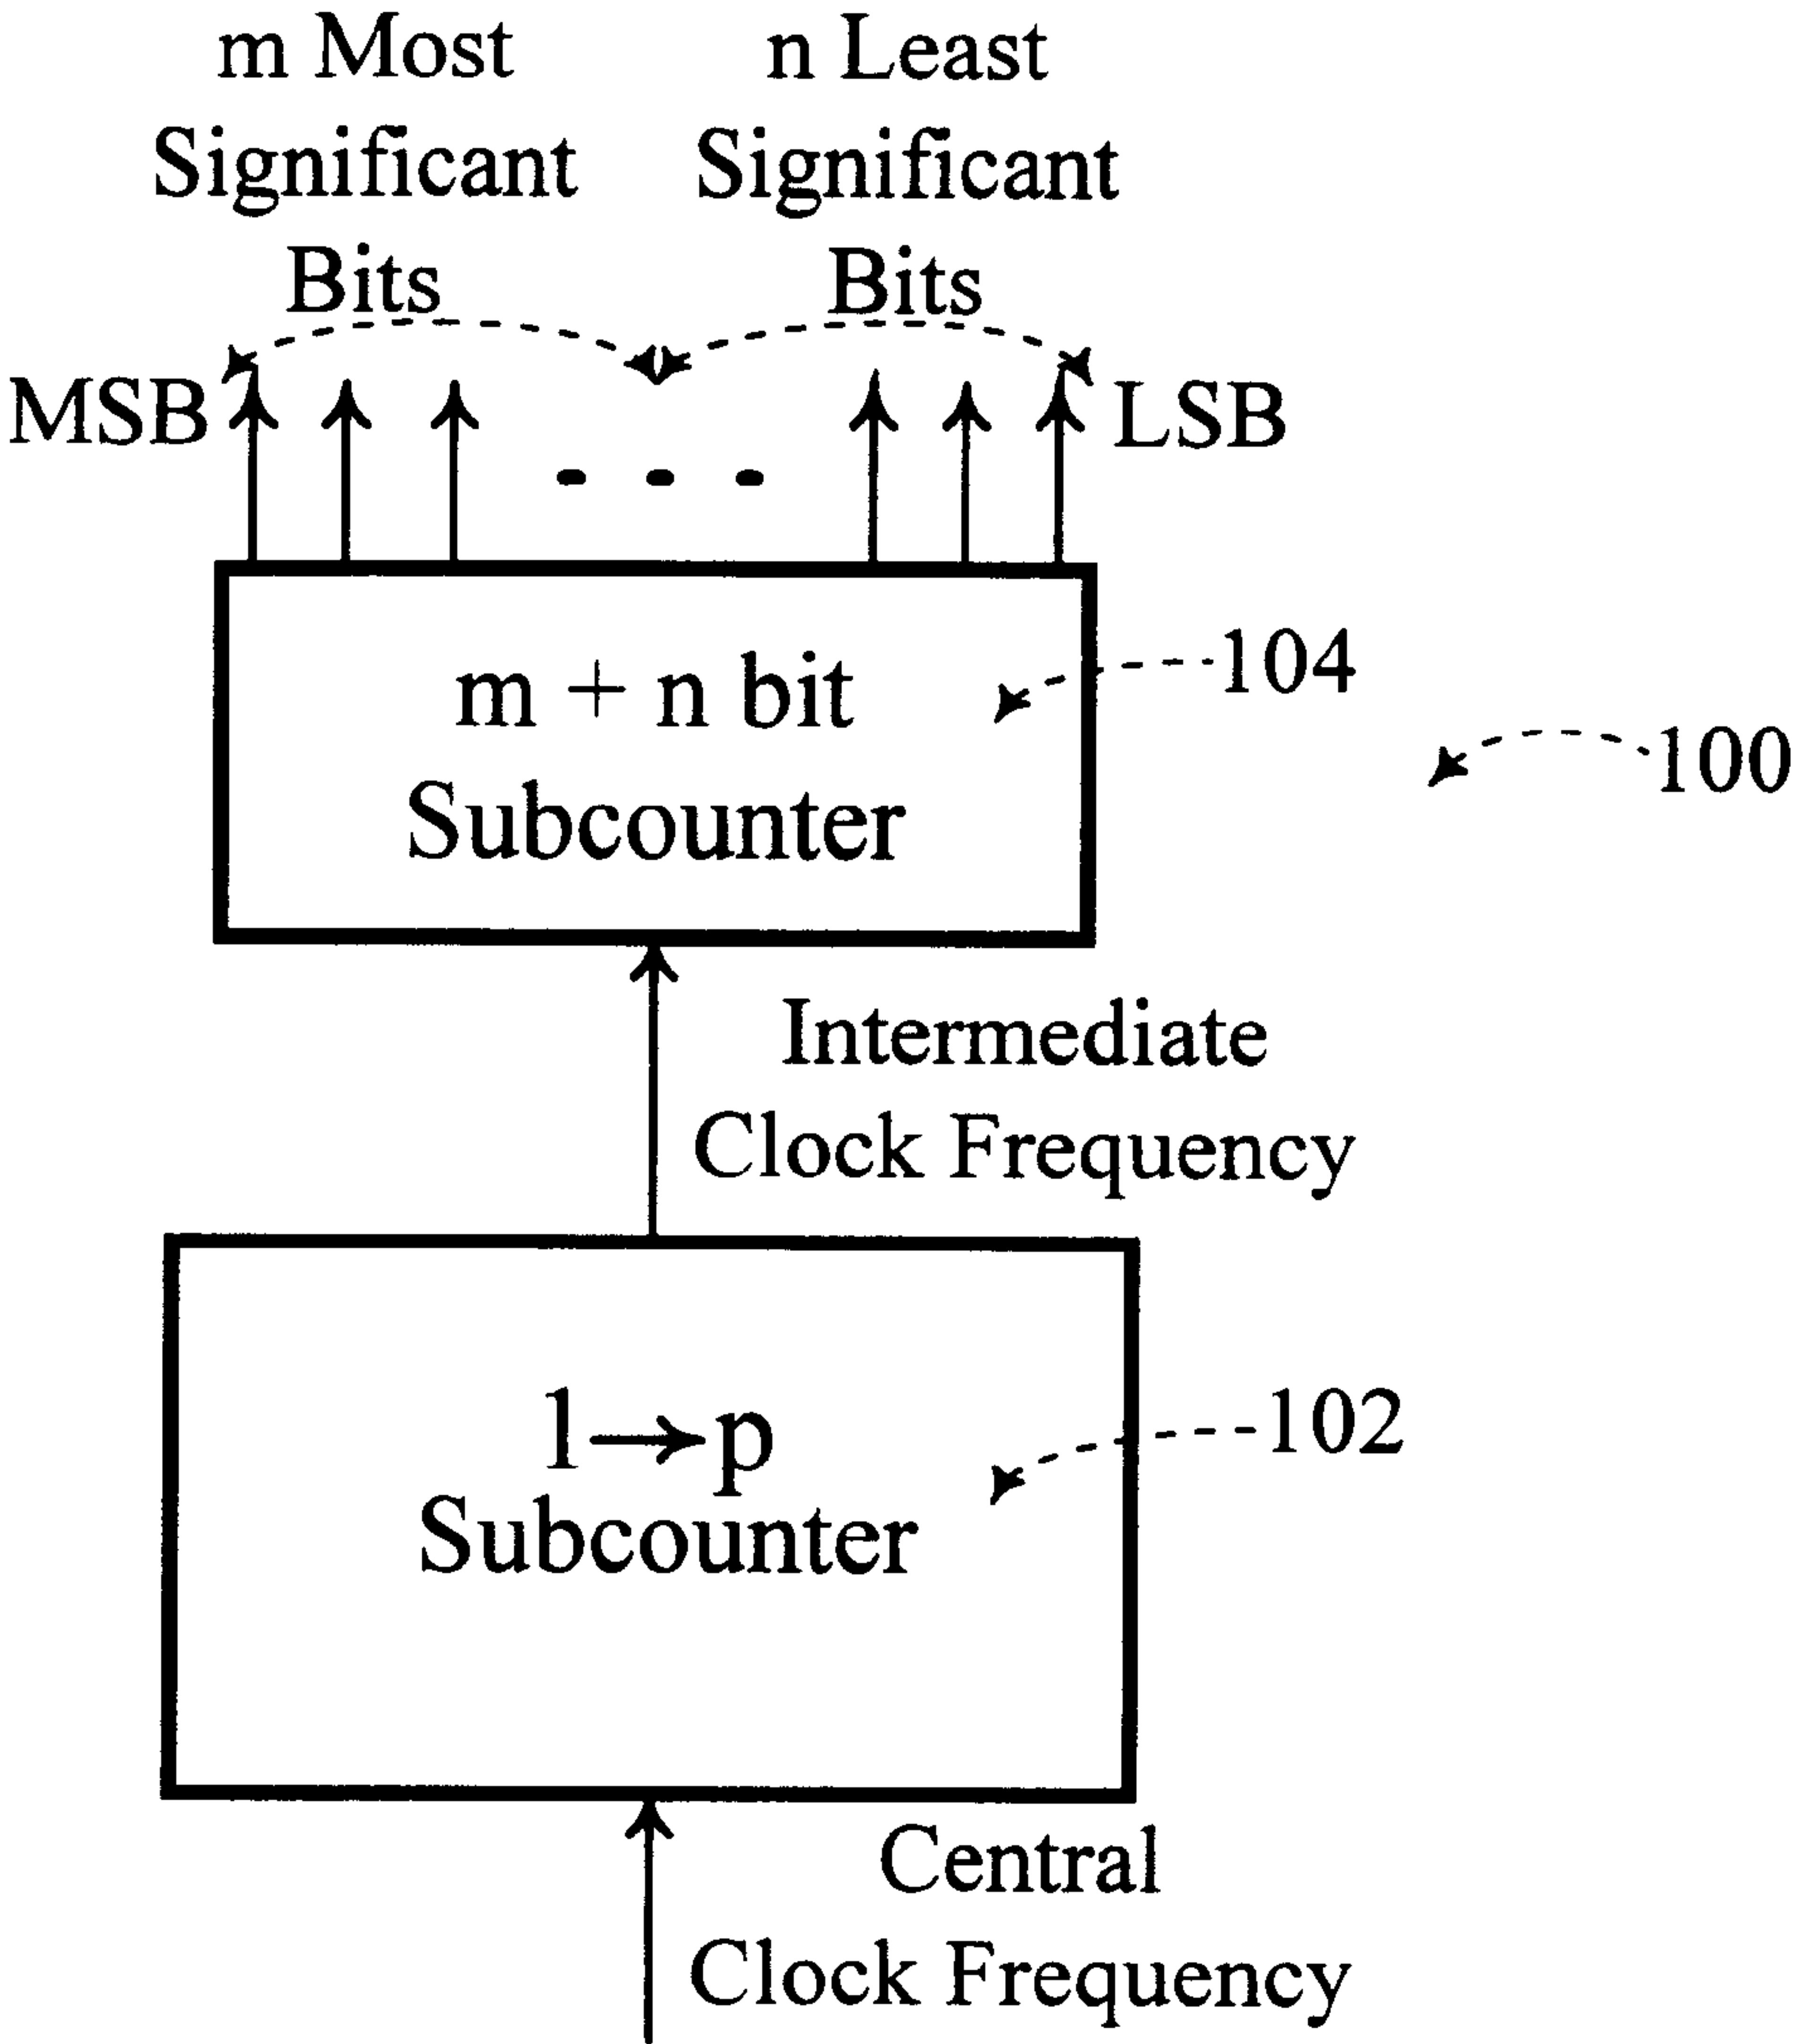 m Most
Significant
Bits
n Least
Significant
Bits
MSB
LSB
m + n bit
Subcounter
104
100
Intermediate
Clock Frequency
1→p
Subcounter
102
Central
Clock Frequency